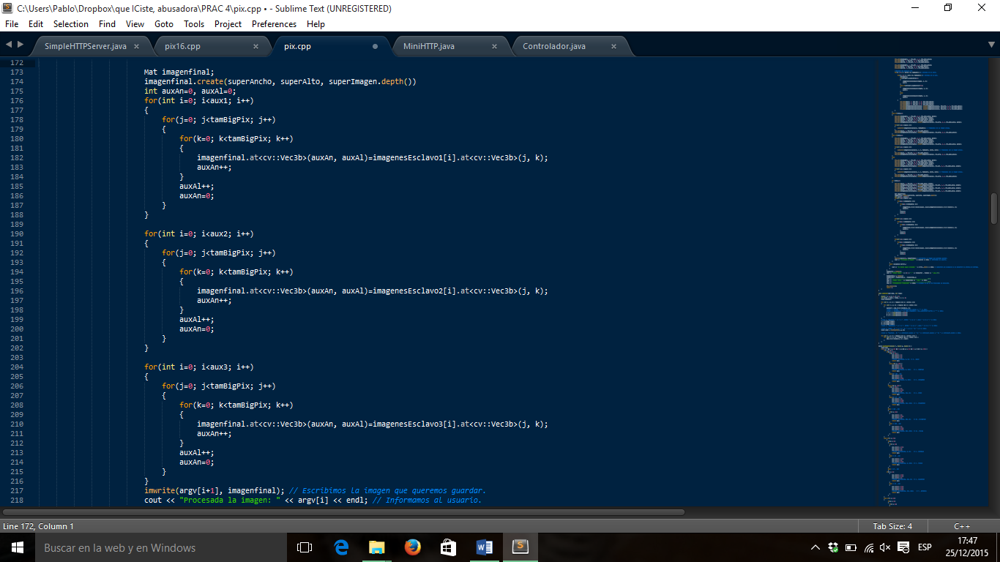 C:\Users\Pablo\Dropbox\que ICiste, abusadora\PRAC 4\pix.cpp • - Sublime Text (UNREGISTERED)
File Edit Selection Find View Goto Tools Project Preferences Help
SimpleHTTPServer.java × pix16.cpp × pix.cpp MiniHTTP.java × Controlador.java ×
172
173 Mat imagenfinal;
174 imagenfinal.create(superAncho, superAlto, superImagen.depth())
175 int auxAn=0, auxAl=0;
176 for(int i=0; i<aux1; i++)
177 {
178 for(j=0; j<tamBigPix; j++)
179 {
180 for(k=0; k<tamBigPix; k++)
181 {
182 imagenfinal.at<cv::Vec3b>(auxAn, auxAl)=imagenesEsclavo1[i].at<cv::Vec3b>(j, k);
183 auxAn++;
184 }
185 auxAl++;
186 auxAn=0;
187 }
188 }
189
190 for(int i=0; i<aux2; i++)
191 {
192 for(j=0; j<tamBigPix; j++)
193 {
194 for(k=0; k<tamBigPix; k++)
195 {
196 imagenfinal.at<cv::Vec3b>(auxAn, auxAl)=imagenesEsclavo2[i].at<cv::Vec3b>(j, k);
197 auxAn++;
198 }
199 auxAl++;
200 auxAn=0;
201 }
202 }
203
204 for(int i=0; i<aux3; i++)
205 {
206 for(j=0; j<tamBigPix; j++)
207 {
208 for(k=0; k<tamBigPix; k++)
209 {
210 imagenfinal.at<cv::Vec3b>(auxAn, auxAl)=imagenesEsclavo3[i].at<cv::Vec3b>(j, k);
211 auxAn++;
212 }
213 auxAl++;
214 auxAn=0;
215 }
216 }
217 imwrite(argv[i+1], imagenfinal); // Escribimos la imagen que queremos guardar.
218 cout << "Procesada la imagen: " << argv[i] << endl; // Informamos al usuario.
Line 172, Column 1 Tab Size: 4 C++
Buscar en la web y en Windows
ESP
17:47
25/12/2015